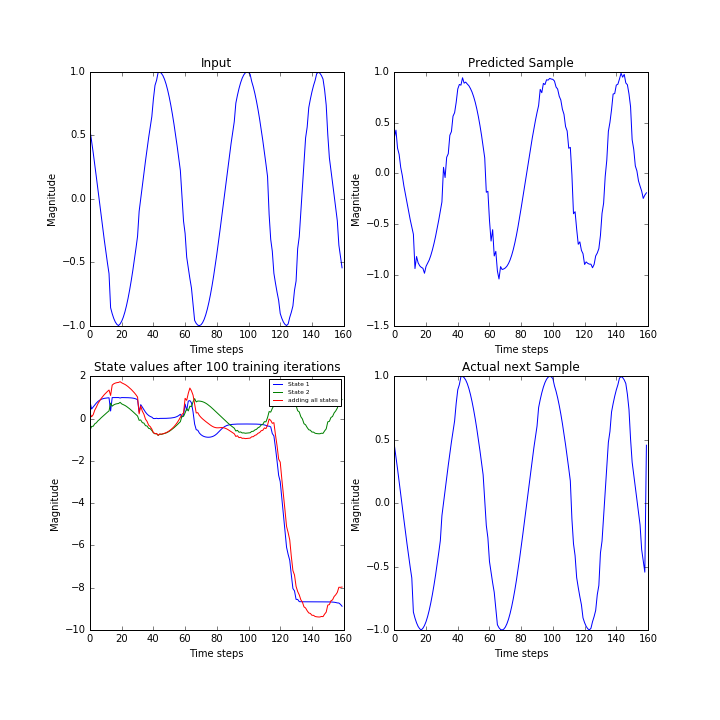 Input
1.0
0.5
0.0
−0.5
−1.0
Magnitude
0 20 40 60 80 100 120 140 160
Time steps
Predicted Sample
1.0
0.5
0.0
−0.5
−1.0
−1.5
Magnitude
0 20 40 60 80 100 120 140 160
Time steps
State values after 100 training iterations
2
0
−2
−4
−6
−8
−10
Magnitude
State 1
State 2
adding all states
0 20 40 60 80 100 120 140 160
Time steps
Actual next Sample
1.0
0.5
0.0
−0.5
−1.0
Magnitude
0 20 40 60 80 100 120 140 160
Time steps